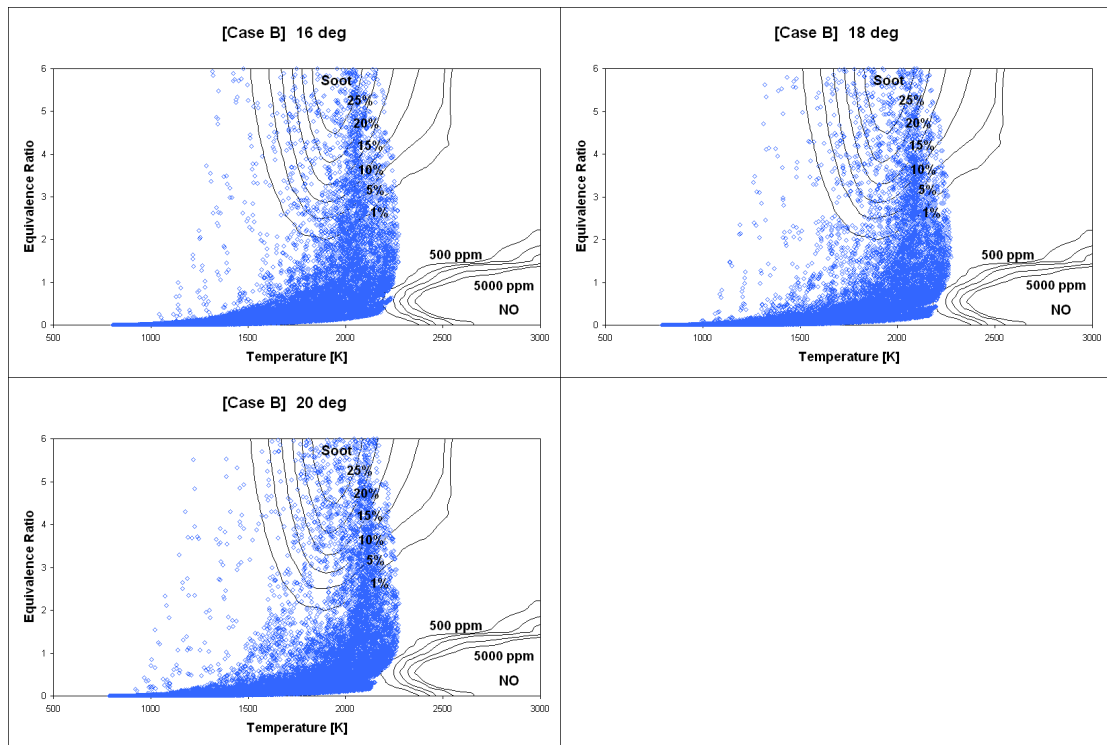 [Case B] 16 deg
6
5
4
3
2
1
0
Equivalence Ratio
Soot
25%
20%
15%
10%
5%
1%
500 ppm
5000 ppm
NO
500 1000 1500 2000 2500 3000
Temperature [K]
[Case B] 18 deg
6
5
4
3
2
1
0
Equivalence Ratio
Soot
25%
20%
15%
10%
5%
1%
500 ppm
5000 ppm
NO
500 1000 1500 2000 2500 3000
Temperature [K]
[Case B] 20 deg
6
5
4
3
2
1
0
Equivalence Ratio
Soot
25%
20%
15%
10%
5%
1%
500 ppm
5000 ppm
NO
500 1000 1500 2000 2500 3000
Temperature [K]